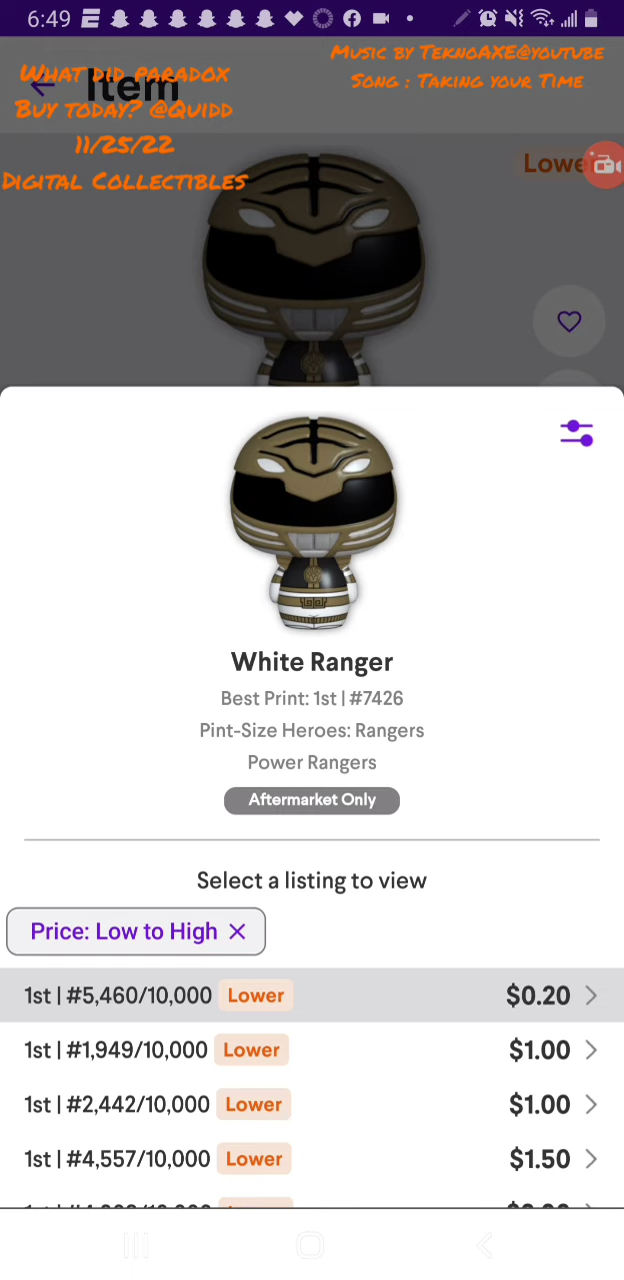 6:49
Music by TeknoAXE@youtube
Song : Taking your Time
What did paradox
Buy today? @Quidd
11/25/22
Digital Collectibles
Item
Lowe
White Ranger
Best Print: 1st | #7426
Pint-Size Heroes: Rangers
Power Rangers
Aftermarket Only
Select a listing to view
Price: Low to High ×
1st | #5,460/10,000 Lower $0.20
1st | #1,949/10,000 Lower $1.00
1st | #2,442/10,000 Lower $1.00
1st | #4,557/10,000 Lower $1.50